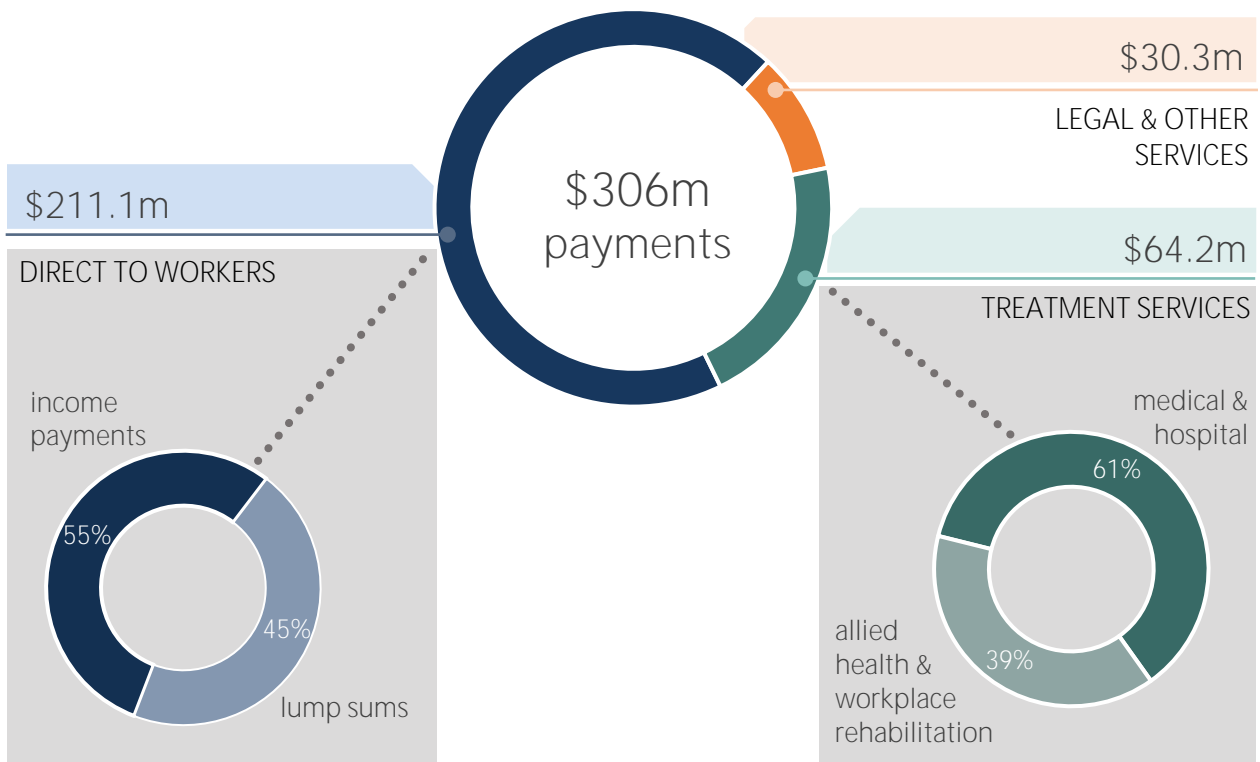 $306m
payments
$30.3m
LEGAL & OTHER
SERVICES
$211.1m
DIRECT TO WORKERS
$64.2m
TREATMENT SERVICES
income
payments
55%
45%
lump sums
medical &
hospital
61%
39%
allied
health &
workplace
rehabilitation